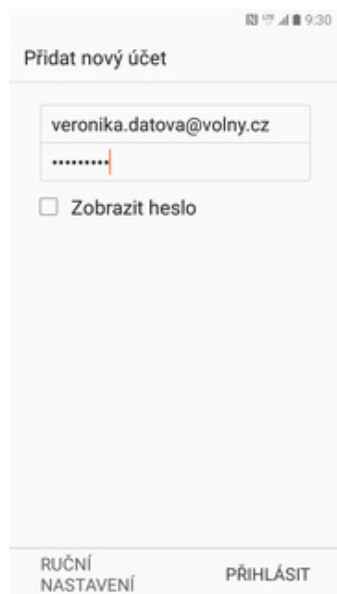 9:30
Přidat nový účet
veronika.datova@volny.cz
•••••••••
Zobrazit heslo
RUČNÍ
NASTAVENÍ
PŘIHLÁSIT